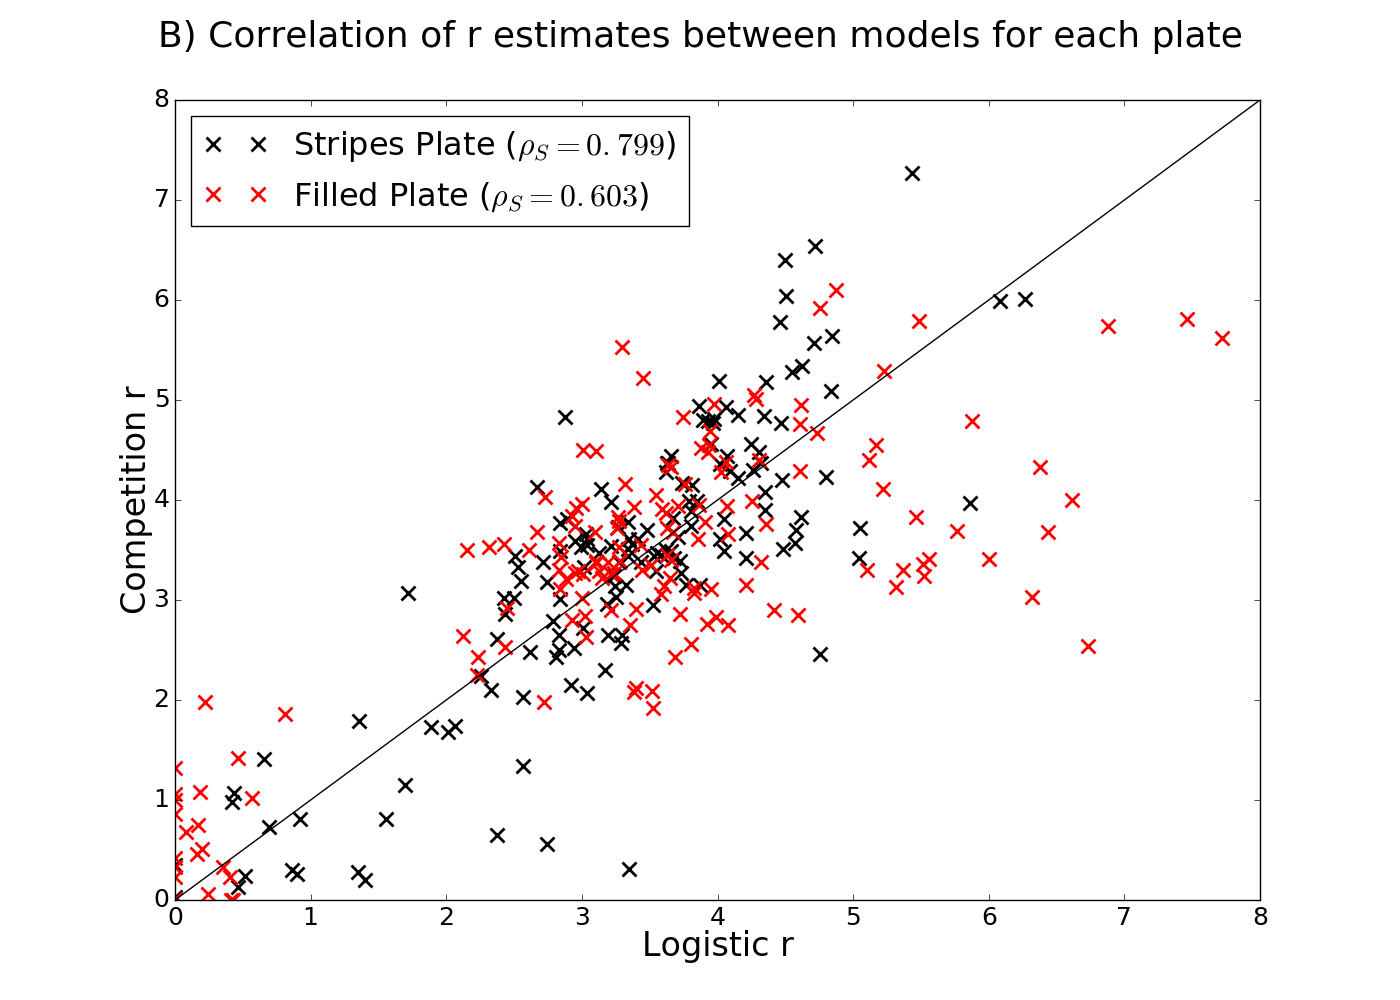 B) Correlation of r estimates between models for each plate
Stripes Plate (ρS = 0.799)
Filled Plate (ρS = 0.603)
8
7
6
5
4
3
2
1
0
Competition r
0 1 2 3 4 5 6 7 8
Logistic r